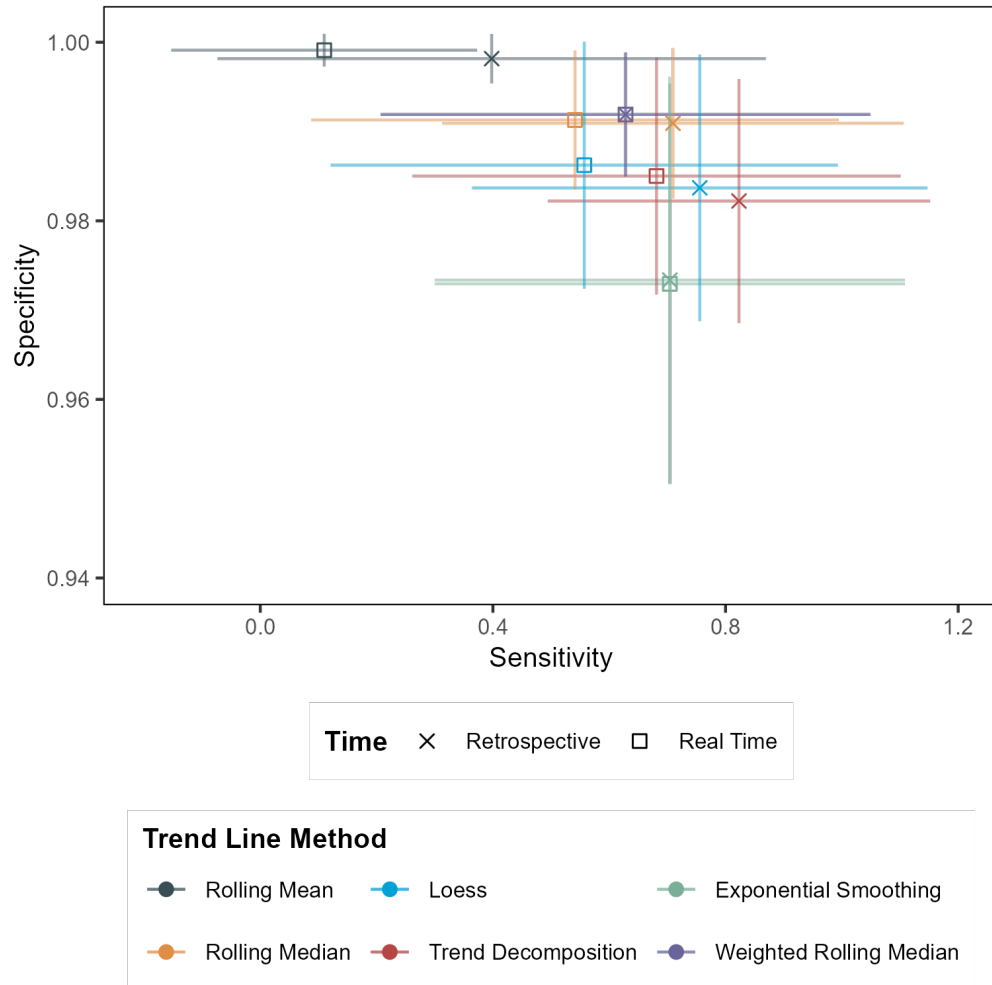 1.00
0.98
0.96
0.94
Specificity
0.0 0.4 0.8 1.2
Sensitivity
Time Retrospective Real Time
Trend Line Method
Rolling Mean Loess Exponential Smoothing
Rolling Median Trend Decomposition Weighted Rolling Median